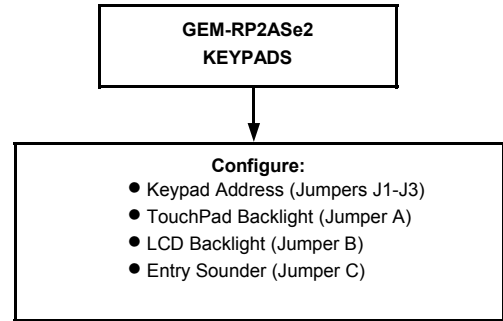 GEM-RP2ASe2
KEYPADS
Configure:
● Keypad Address (Jumpers J1-J3)
● TouchPad Backlight (Jumper A)
● LCD Backlight (Jumper B)
● Entry Sounder (Jumper C)